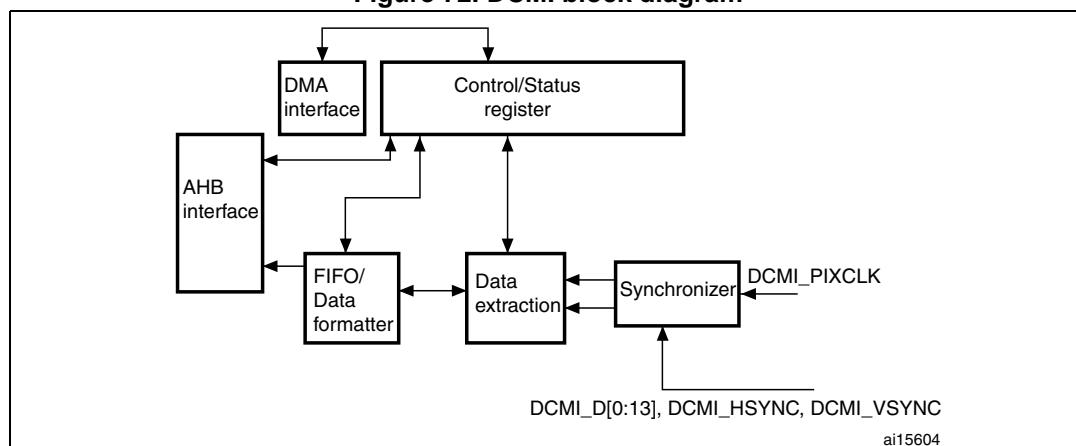 DMA
interface
Control/Status
register
AHB
interface
FIFO/
Data
formatter
Data
extraction
Synchronizer
DCMI_PIXCLK
DCMI_D[0:13], DCMI_HSYNC, DCMI_VSYNC
ai15604